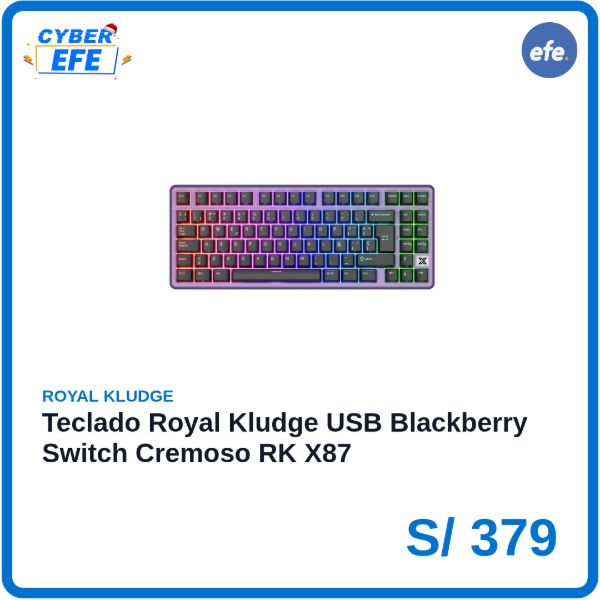 CYBER
EFE
efe.
ROYAL KLUDGE
Teclado Royal Kludge USB Blackberry
Switch Cremoso RK X87
S/ 379